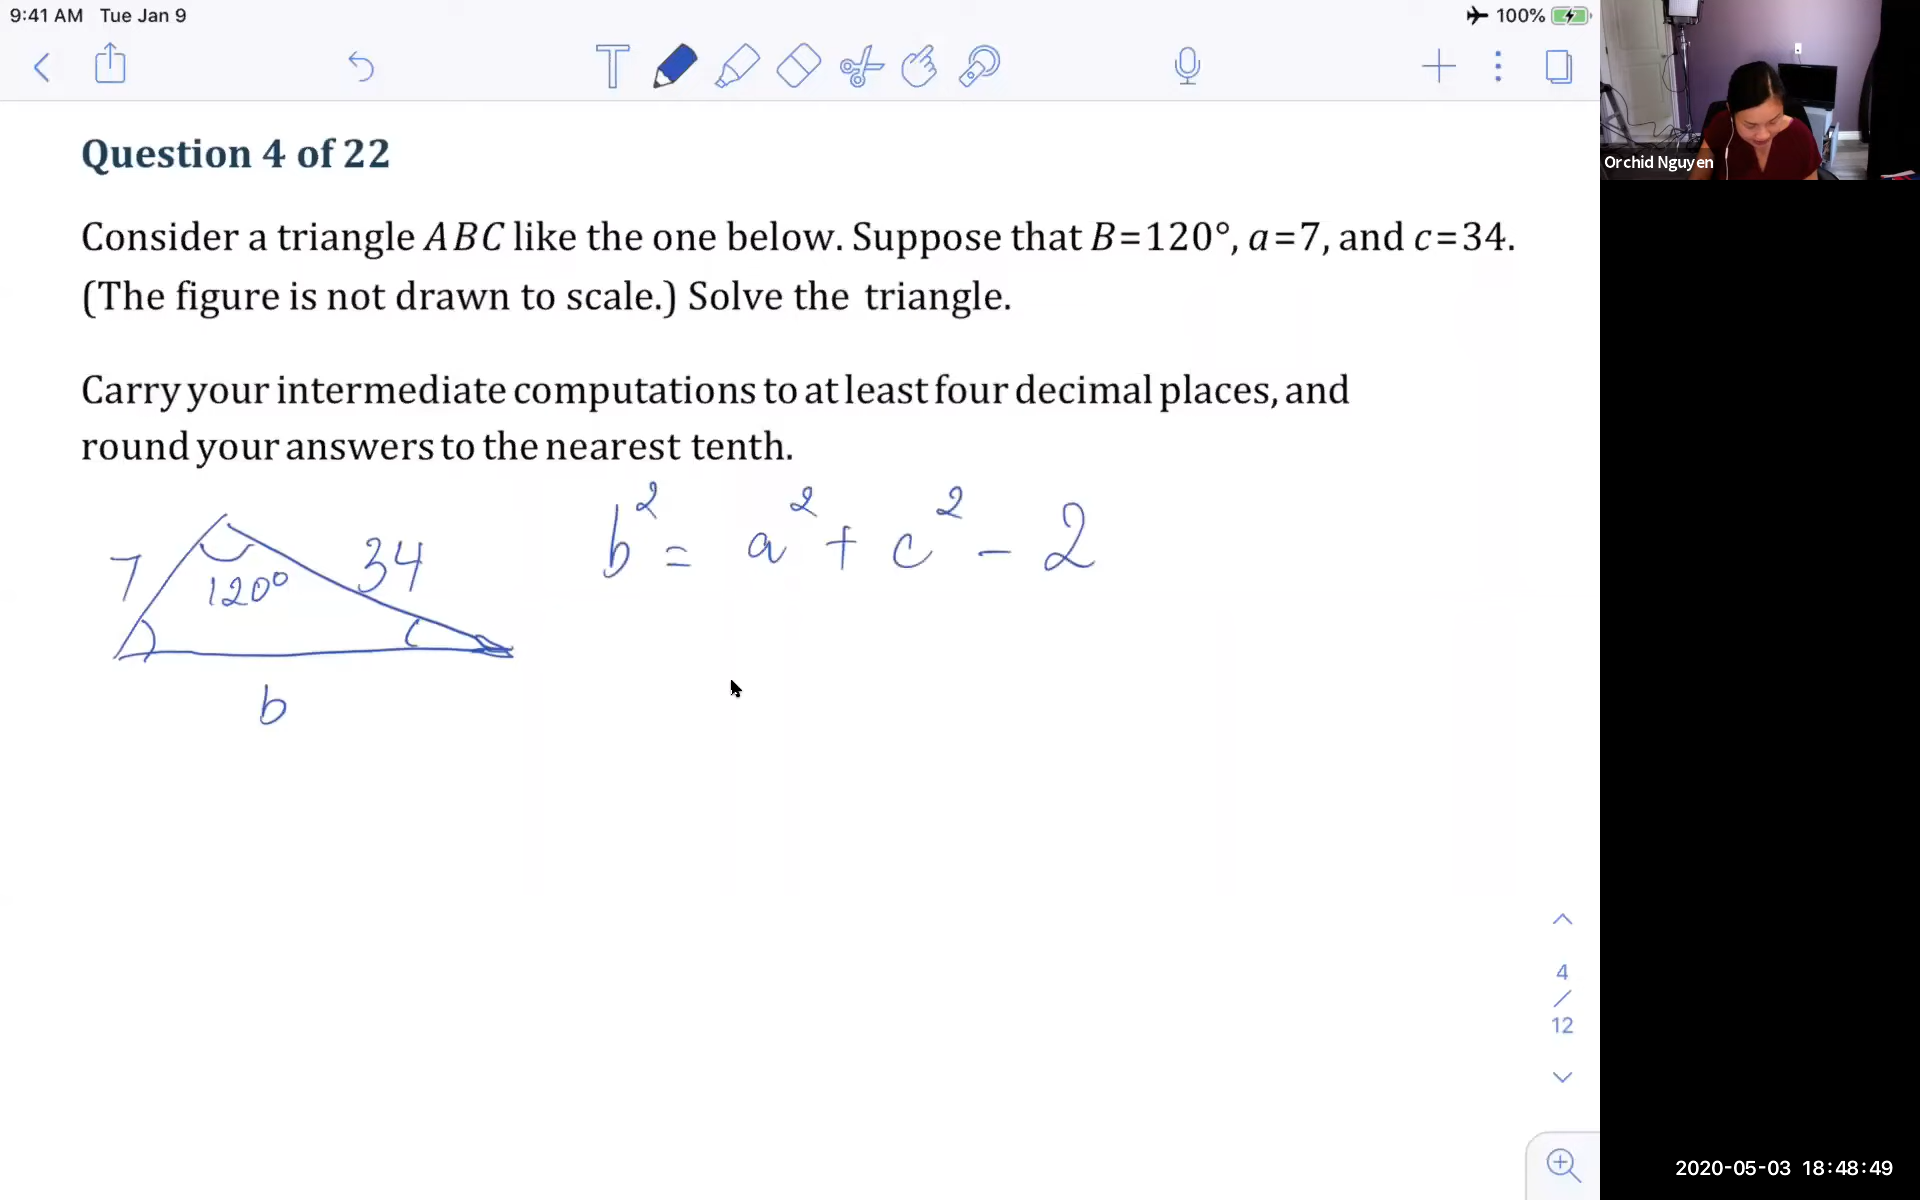 9:41 AM Tue Jan 9
100%
Question 4 of 22
Consider a triangle ABC like the one below. Suppose that B=120°, a=7, and c=34.
(The figure is not drawn to scale.) Solve the triangle.
Carry your intermediate computations to at least four decimal places, and
round your answers to the nearest tenth.
b² = a² + c² - 2
7
120°
34
b
4
/
12
Orchid Nguyen
2020-05-03 18:48:49